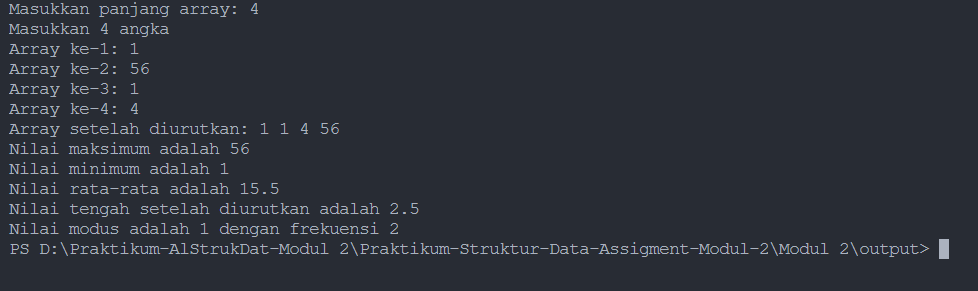 Masukkan panjang array: 4
Masukkan 4 angka
Array ke-1: 1
Array ke-2: 56
Array ke-3: 1
Array ke-4: 4
Array setelah diurutkan: 1 1 4 56
Nilai maksimum adalah 56
Nilai minimum adalah 1
Nilai rata-rata adalah 15.5
Nilai tengah setelah diurutkan adalah 2.5
Nilai modus adalah 1 dengan frekuensi 2
PS D:\Praktikum-AlStrukDat-Modul 2\Praktikum-Struktur-Data-Assigment-Modul-2\Modul 2\output>